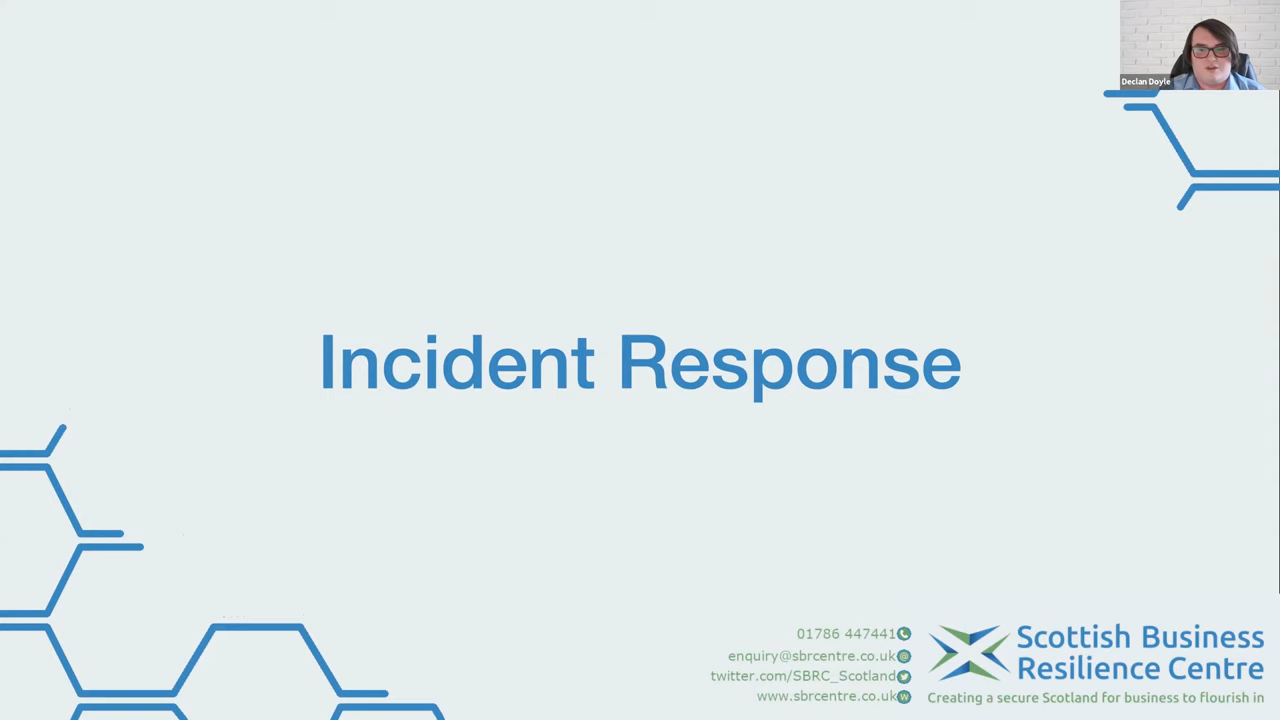 Declan Doyle
Incident Response
01786 447441
enquiry@sbrcentre.co.uk
twitter.com/SBRC_Scotland
www.sbrcentre.co.uk
Scottish Business
Resilience Centre
Creating a secure Scotland for business to flourish in